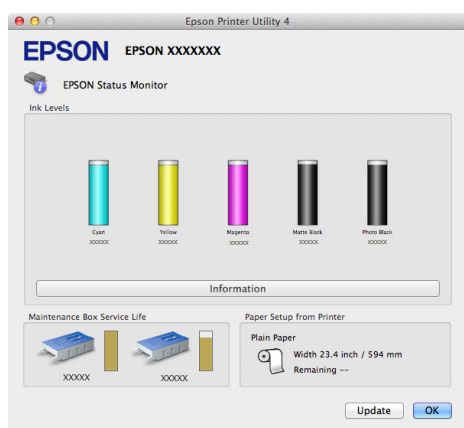 Epson Printer Utility 4
EPSON EPSON XXXXXXX
EPSON Status Monitor
Ink Levels
Cyan Yellow Magenta Matte Black Photo Black
XXXXX XXXXX XXXXX XXXXX XXXXX
Information
Maintenance Box Service Life
XXXXX XXXXX
Paper Setup from Printer
Plain Paper
Width 23.4 inch / 594 mm
Remaining --
Update OK